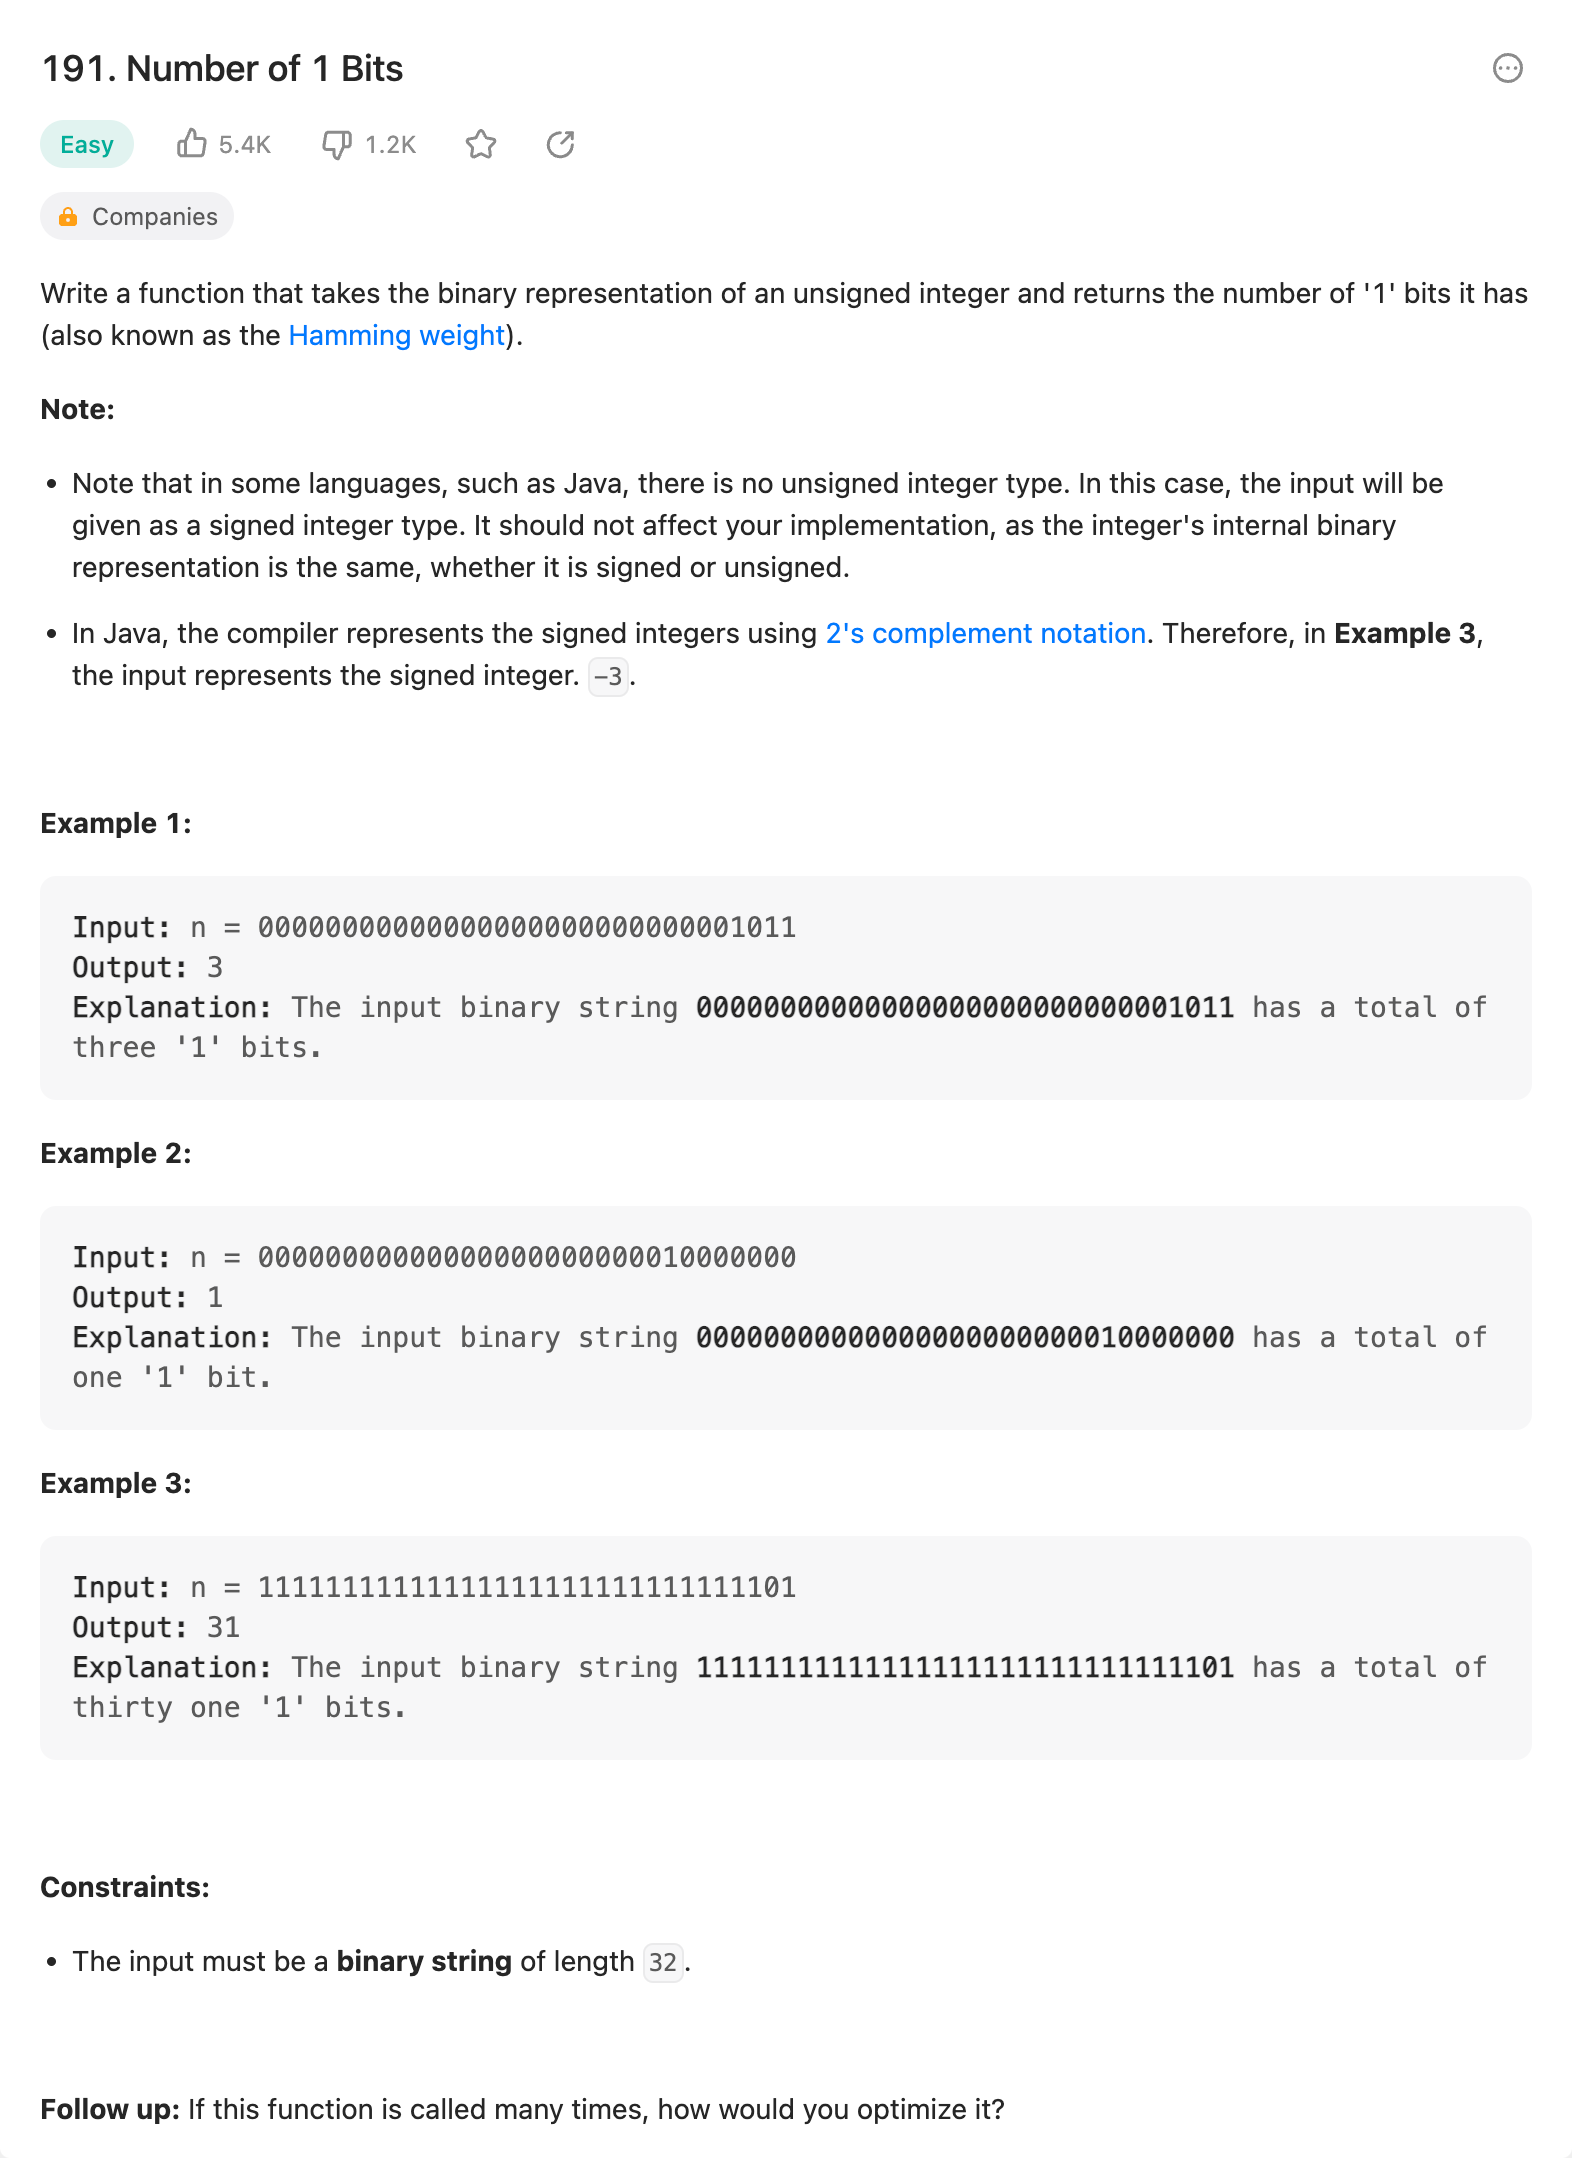 191. Number of 1 Bits
Easy 5.4K 1.2K
Companies
Write a function that takes the binary representation of an unsigned integer and returns the number of '1' bits it has
(also known as the Hamming weight).
Note:
• Note that in some languages, such as Java, there is no unsigned integer type. In this case, the input will be
given as a signed integer type. It should not affect your implementation, as the integer's internal binary
representation is the same, whether it is signed or unsigned.
• In Java, the compiler represents the signed integers using 2's complement notation. Therefore, in Example 3,
the input represents the signed integer. -3.
Example 1:
Input: n = 00000000000000000000000000001011
Output: 3
Explanation: The input binary string 00000000000000000000000000001011 has a total of
three '1' bits.
Example 2:
Input: n = 00000000000000000000000010000000
Output: 1
Explanation: The input binary string 00000000000000000000000010000000 has a total of
one '1' bit.
Example 3:
Input: n = 11111111111111111111111111111101
Output: 31
Explanation: The input binary string 11111111111111111111111111111101 has a total of
thirty one '1' bits.
Constraints:
• The input must be a binary string of length 32.
Follow up: If this function is called many times, how would you optimize it?